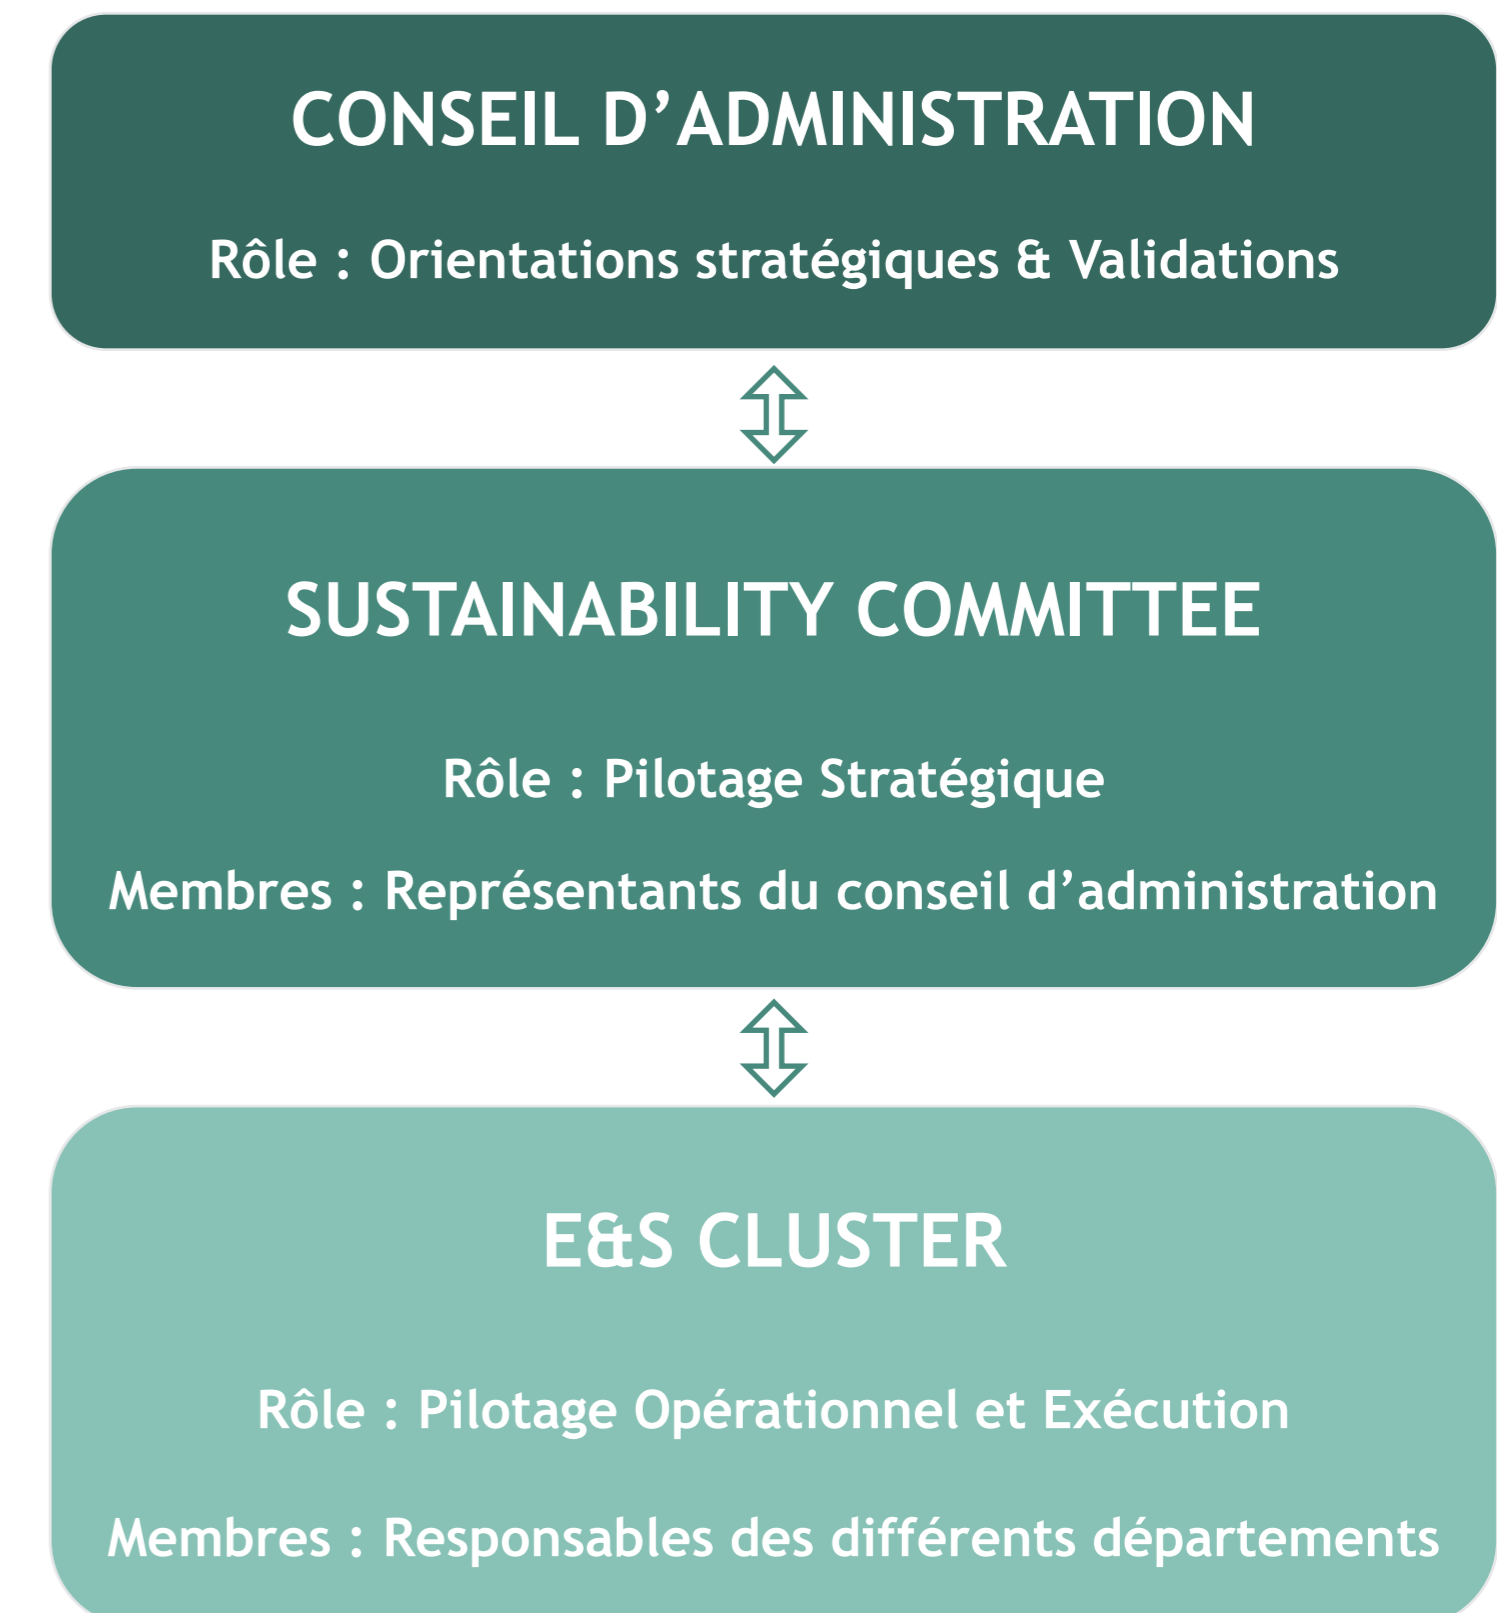 CONSEIL D’ADMINISTRATION
Rôle : Orientations stratégiques & Validations
SUSTAINABILITY COMMITTEE
Rôle : Pilotage Stratégique
Membres : Représentants du conseil d’administration
E&S CLUSTER
Rôle : Pilotage Opérationnel et Exécution
Membres : Responsables des différents départements